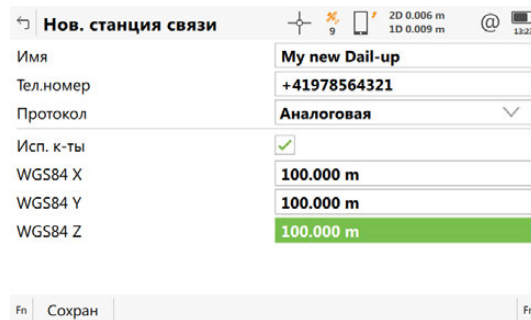 Нов. станция связи
9
2D 0.006 m
1D 0.009 m
@
Имя My new Dail-up
Тел.номер +41978564321
Протокол Аналоговая
Исп. к-ты
WGS84 X 100.000 m
WGS84 Y 100.000 m
WGS84 Z 100.000 m
Fn Сохран